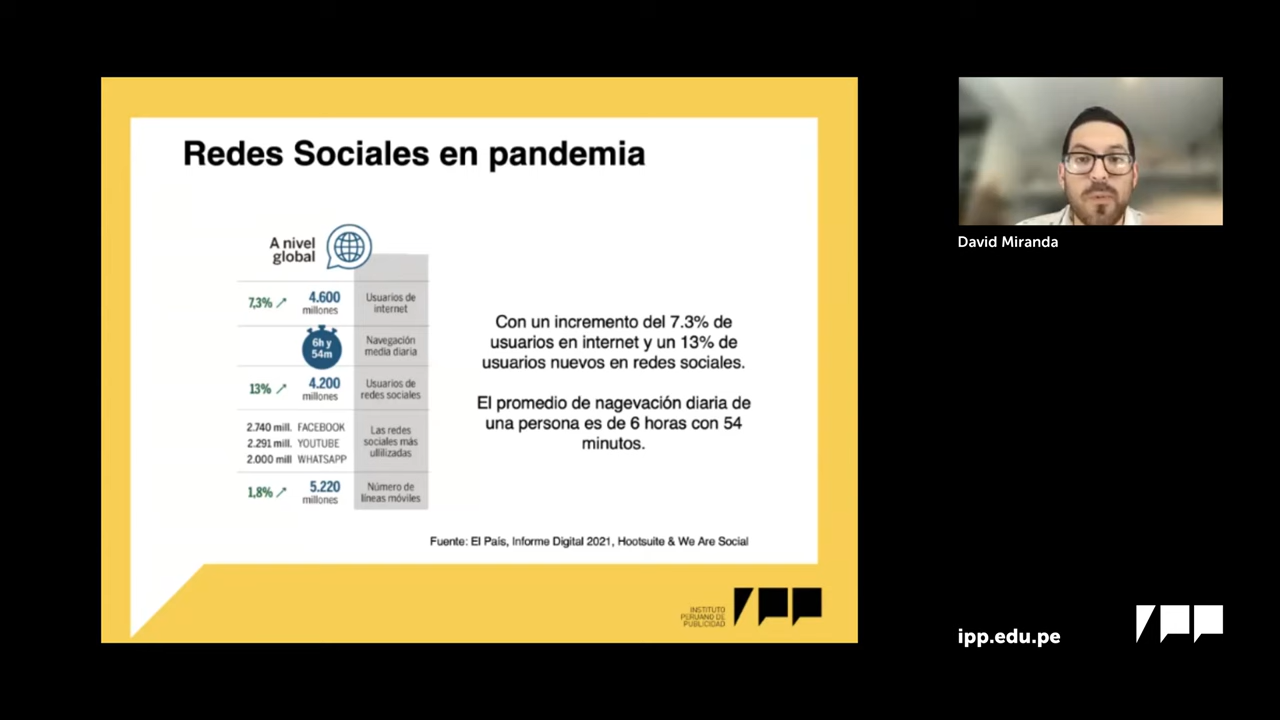 Redes Sociales en pandemia
A nivel
global
7,3%
4.600
millones
Usuarios de
internet
6h y
54m
Navegación
media diaria
13%
4.200
millones
Usuarios de
redes sociales
2.740 mill. FACEBOOK
2.291 mill. YOUTUBE
2.000 mill WHATSAPP
Las redes
sociales más
utililizadas
1,8%
5.220
millones
Número de
líneas móviles
Con un incremento del 7.3% de
usuarios en internet y un 13% de
usuarios nuevos en redes sociales.
El promedio de nagevación diaria de
una persona es de 6 horas con 54
minutos.
Fuente: El País, Informe Digital 2021, Hootsuite & We Are Social
INSTITUTO
PERUANO DE
PUBLICIDAD
IPP
David Miranda
ipp.edu.pe
IPP